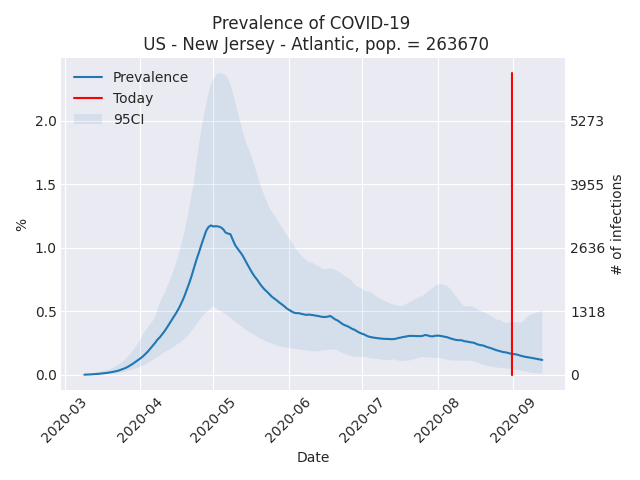 Prevalence of COVID-19
US - New Jersey - Atlantic, pop. = 263670
Prevalence
Today
95CI
2.0
1.5
1.0
0.5
0.0
%
5273
3955
2636
1318
0
# of infections
2020-03
2020-04
2020-05
2020-06
2020-07
2020-08
2020-09
Date